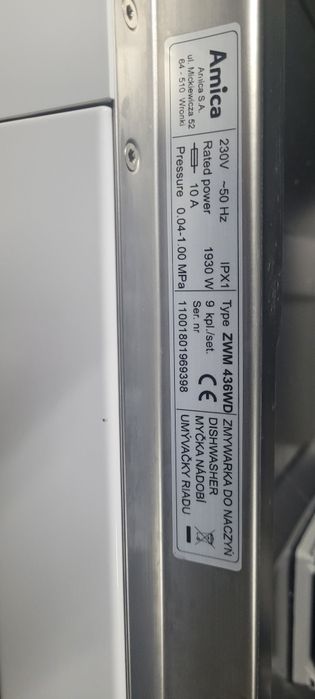 Amica
Amica S.A.
ul. Mickiewicza 52
64 - 510 Wronki
230V ~50 Hz IPX1
Rated power 1930 W
10 A
Pressure 0.04-1.00 MPa
Type ZWM 436WD
9 kpl./set.
CE
Ser. nr
11001801969398
ZMYWARKA DO NACZYŃ
DISHWASHER
MYČKA NÁDOBÍ
UMÝVAČKY RIADU